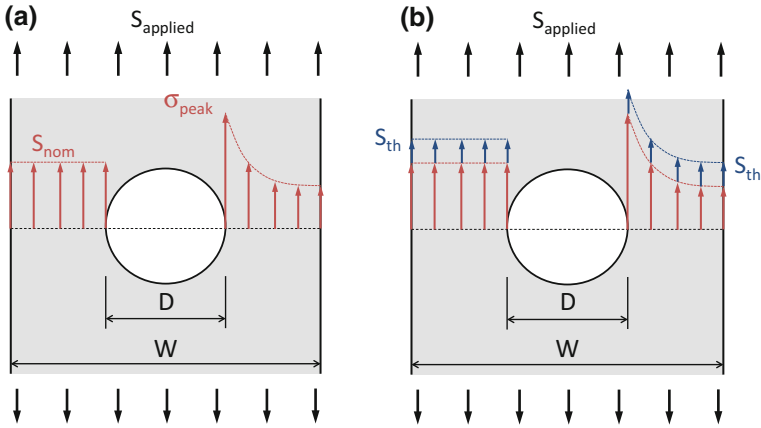 (a)
S_applied
σ_peak
S_nom
D
W
(b)
S_applied
S_th
S_th
D
W